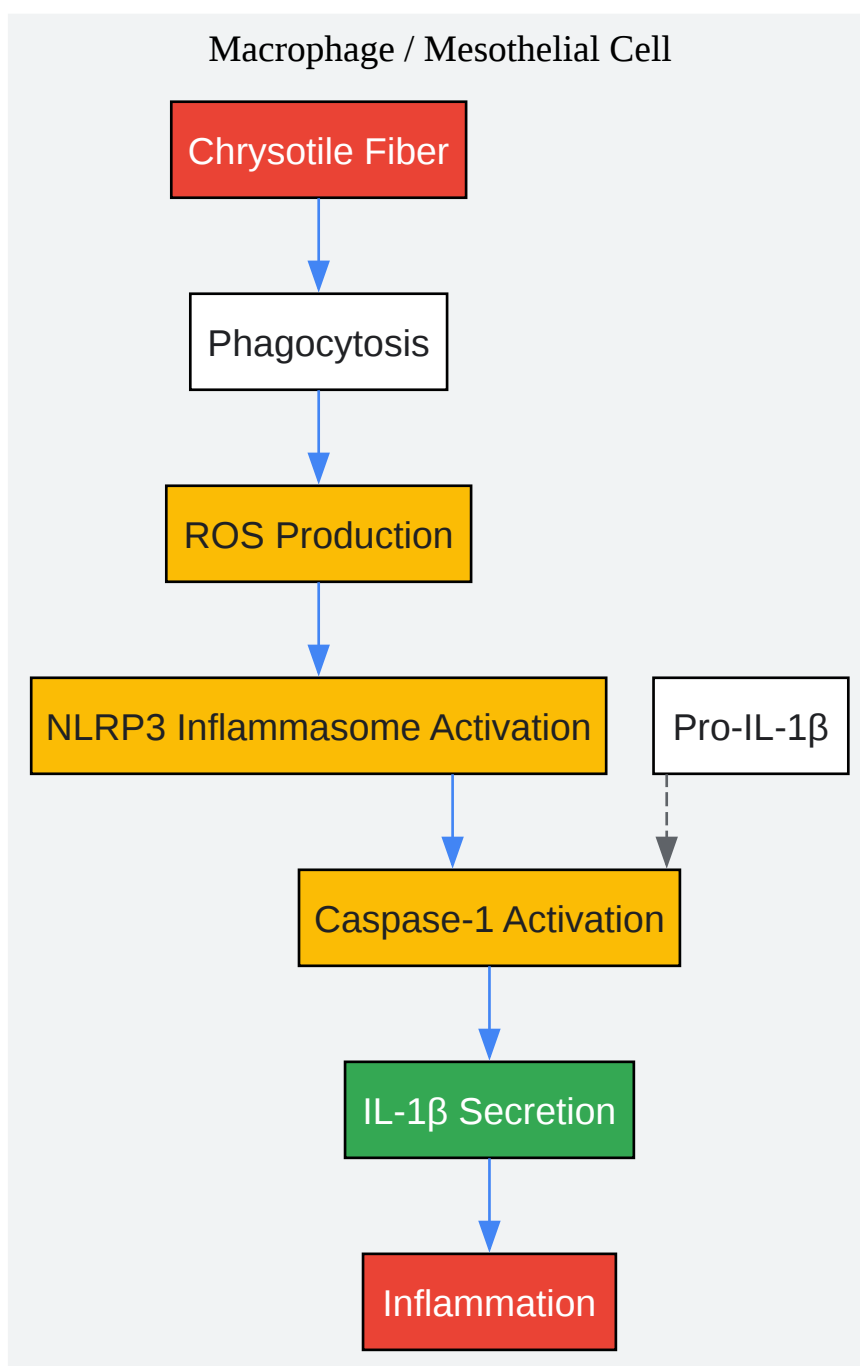 Macrophage / Mesothelial Cell
Chrysotile Fiber
Phagocytosis
ROS Production
NLRP3 Inflammasome Activation
Pro-IL-1β
Caspase-1 Activation
IL-1β Secretion
Inflammation